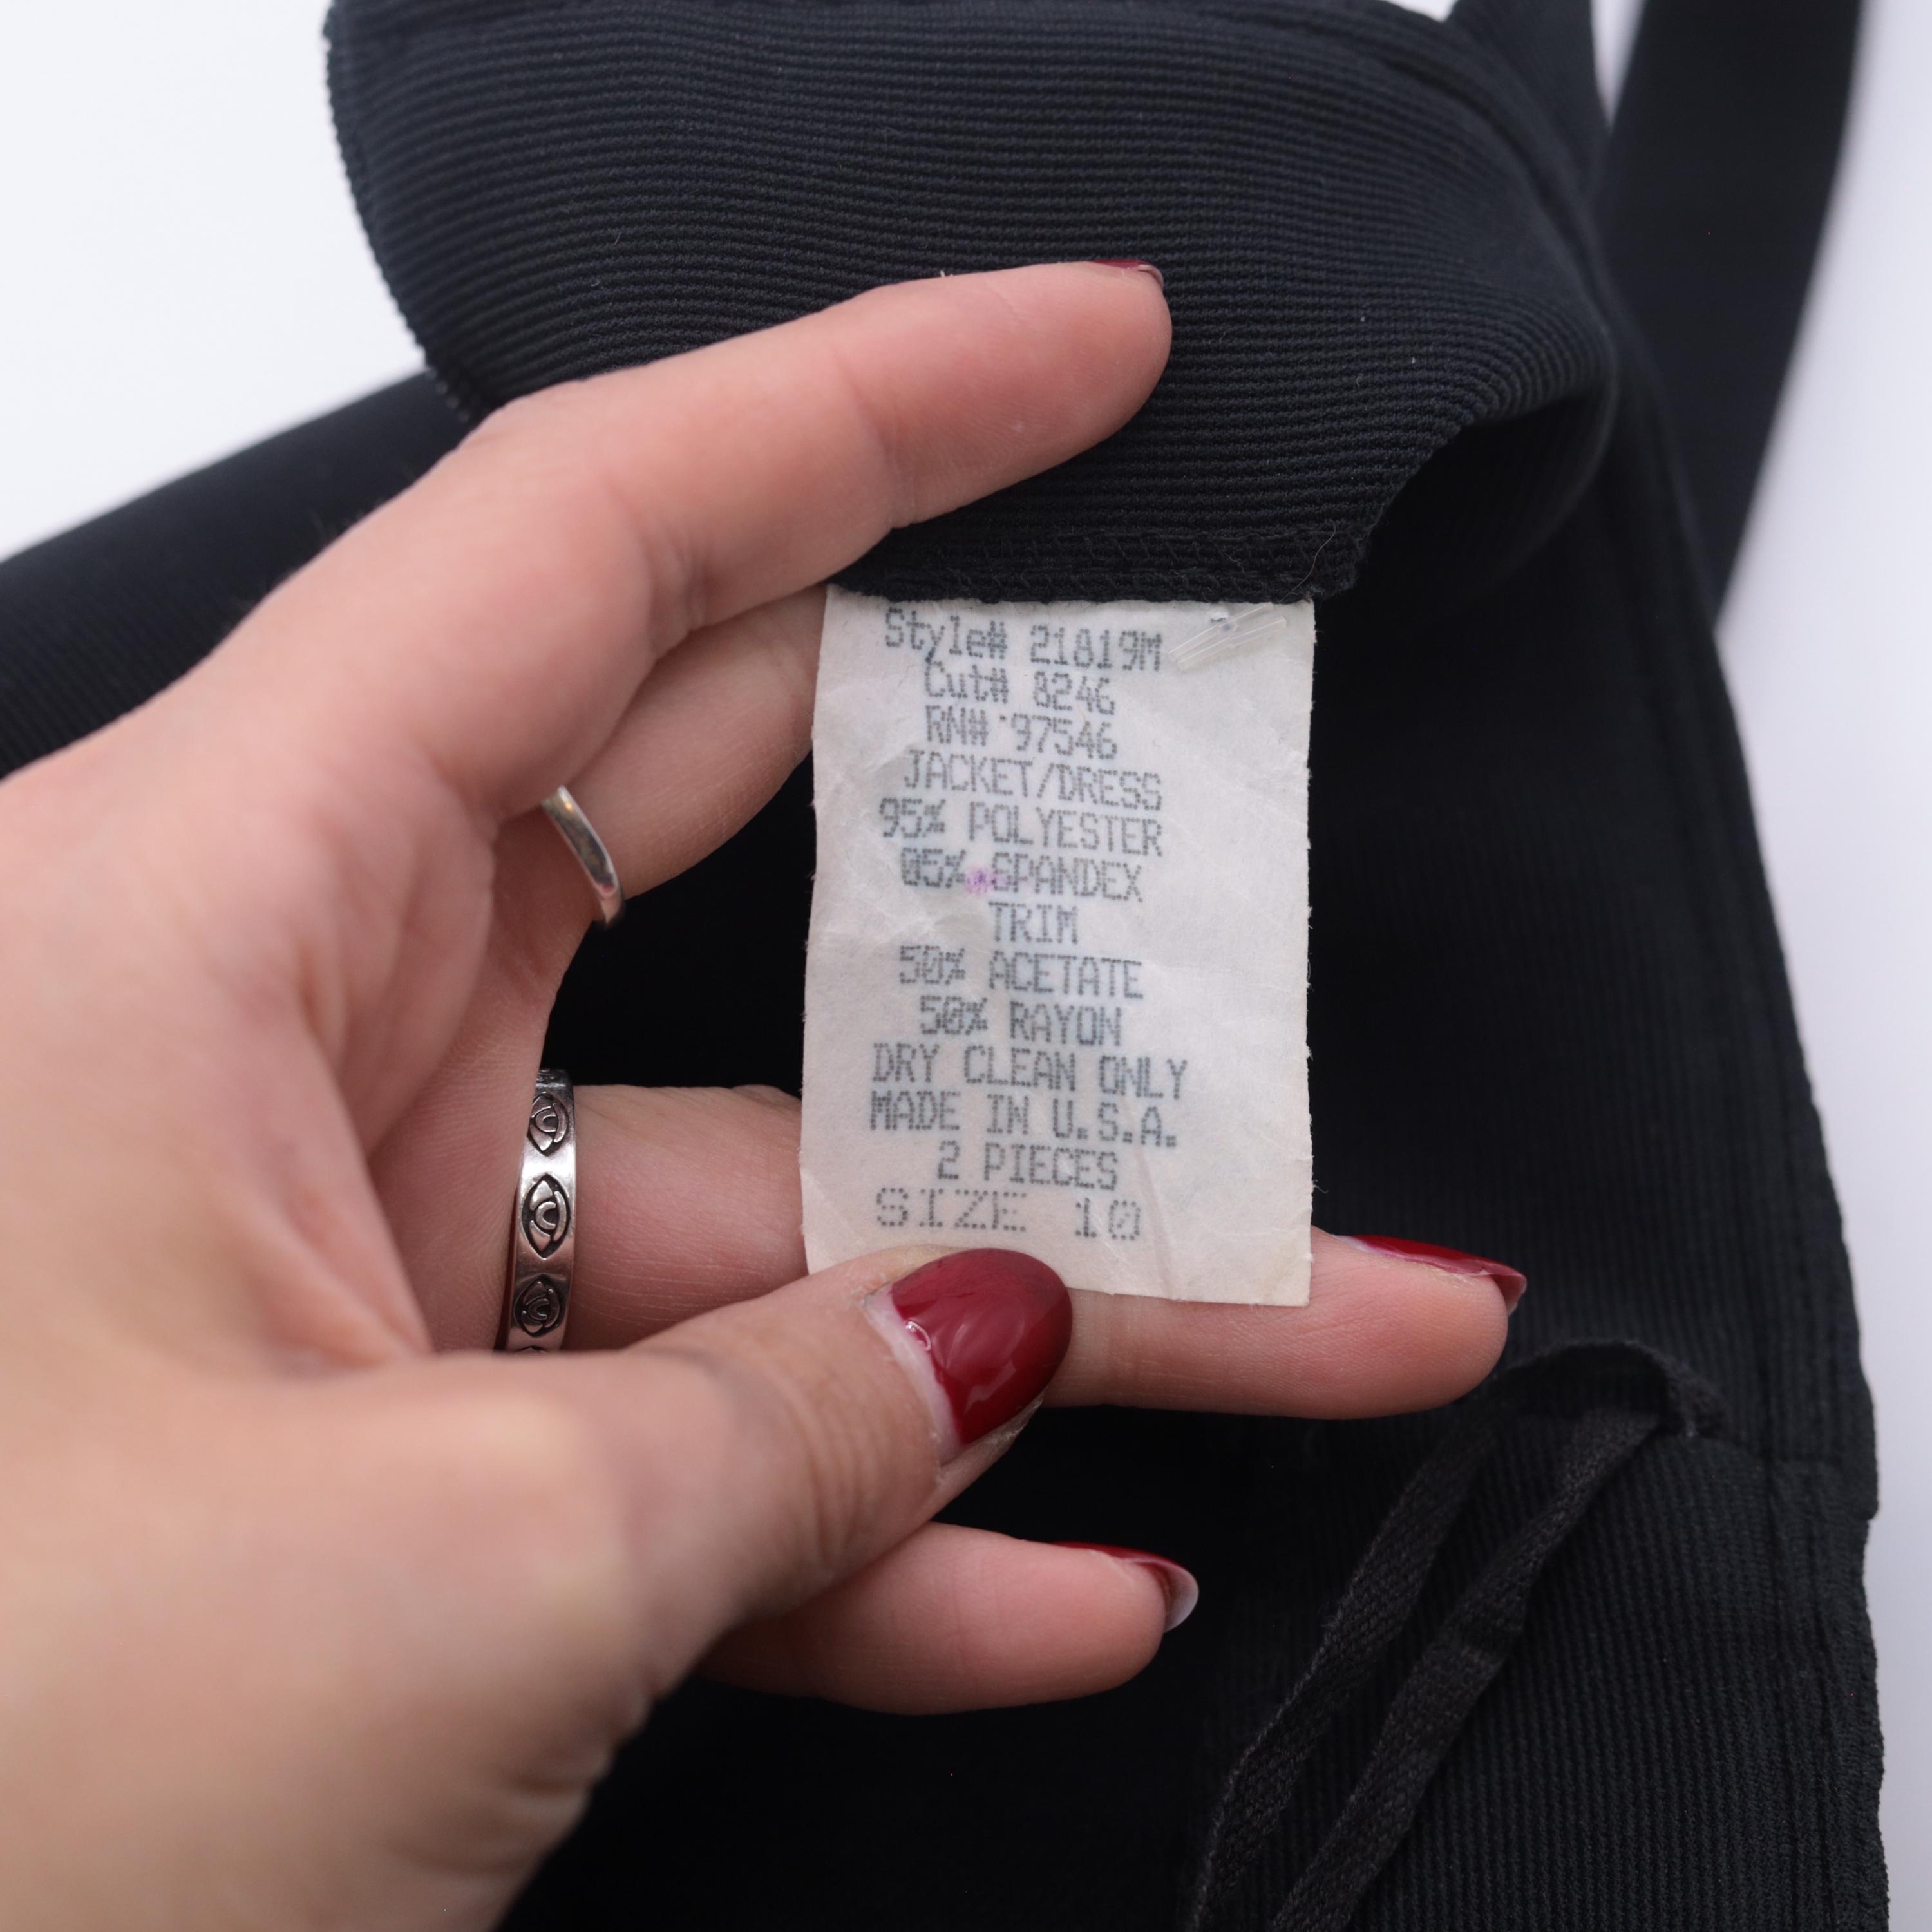 Style# 21819M
Cut# 8246
RN# 97546
JACKET/DRESS
95% POLYESTER
05% SPANDEX
TRIM
50% ACETATE
50% RAYON
DRY CLEAN ONLY
MADE IN U.S.A.
2 PIECES
SIZE 10